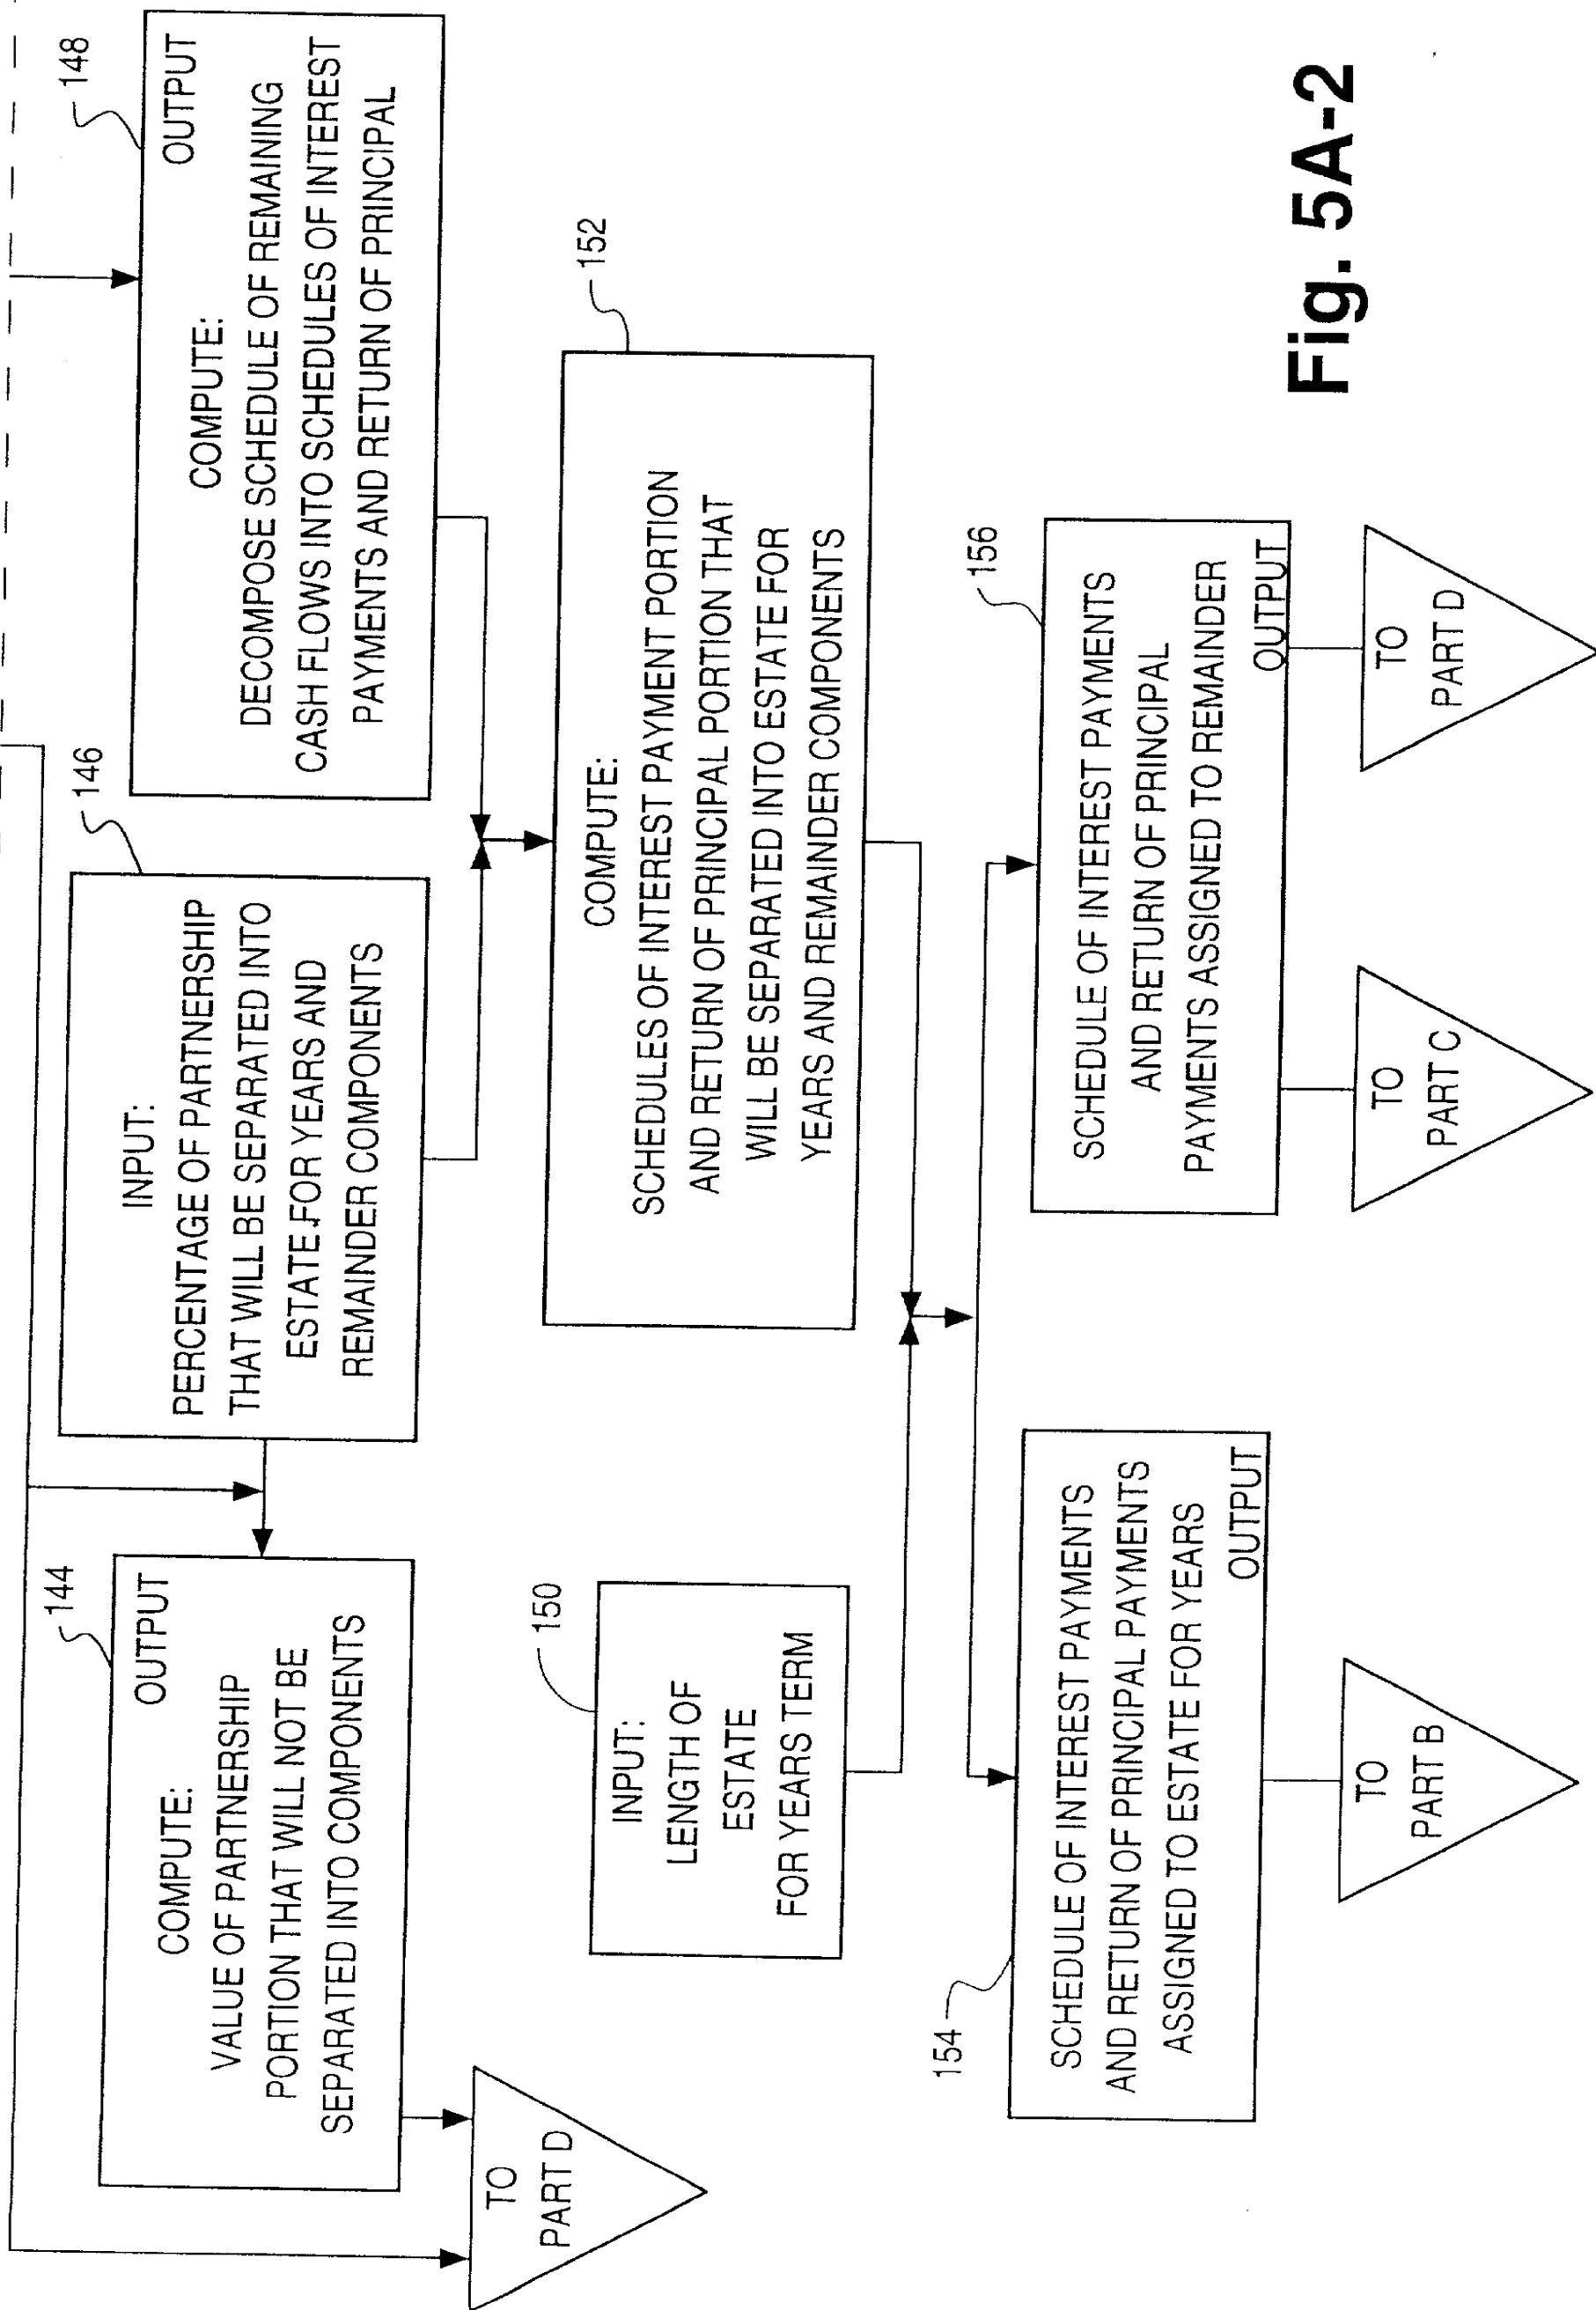 144
OUTPUT
COMPUTE:
VALUE OF PARTNERSHIP
PORTION THAT WILL NOT BE
SEPARATED INTO COMPONENTS
146
INPUT:
PERCENTAGE OF PARTNERSHIP
THAT WILL BE SEPARATED INTO
ESTATE FOR YEARS AND
REMAINDER COMPONENTS
148
OUTPUT
COMPUTE:
DECOMPOSE SCHEDULE OF REMAINING
CASH FLOWS INTO SCHEDULES OF INTEREST
PAYMENTS AND RETURN OF PRINCIPAL
TO
PART D
150
INPUT:
LENGTH OF
ESTATE
FOR YEARS TERM
152
COMPUTE:
SCHEDULES OF INTEREST PAYMENT PORTION
AND RETURN OF PRINCIPAL PORTION THAT
WILL BE SEPARATED INTO ESTATE FOR
YEARS AND REMAINDER COMPONENTS
154
SCHEDULE OF INTEREST PAYMENTS
AND RETURN OF PRINCIPAL PAYMENTS
ASSIGNED TO ESTATE FOR YEARS
OUTPUT
156
SCHEDULE OF INTEREST PAYMENTS
AND RETURN OF PRINCIPAL
PAYMENTS ASSIGNED TO REMAINDER
OUTPUT
TO
PART B
TO
PART C
TO
PART D
Fig. 5A-2